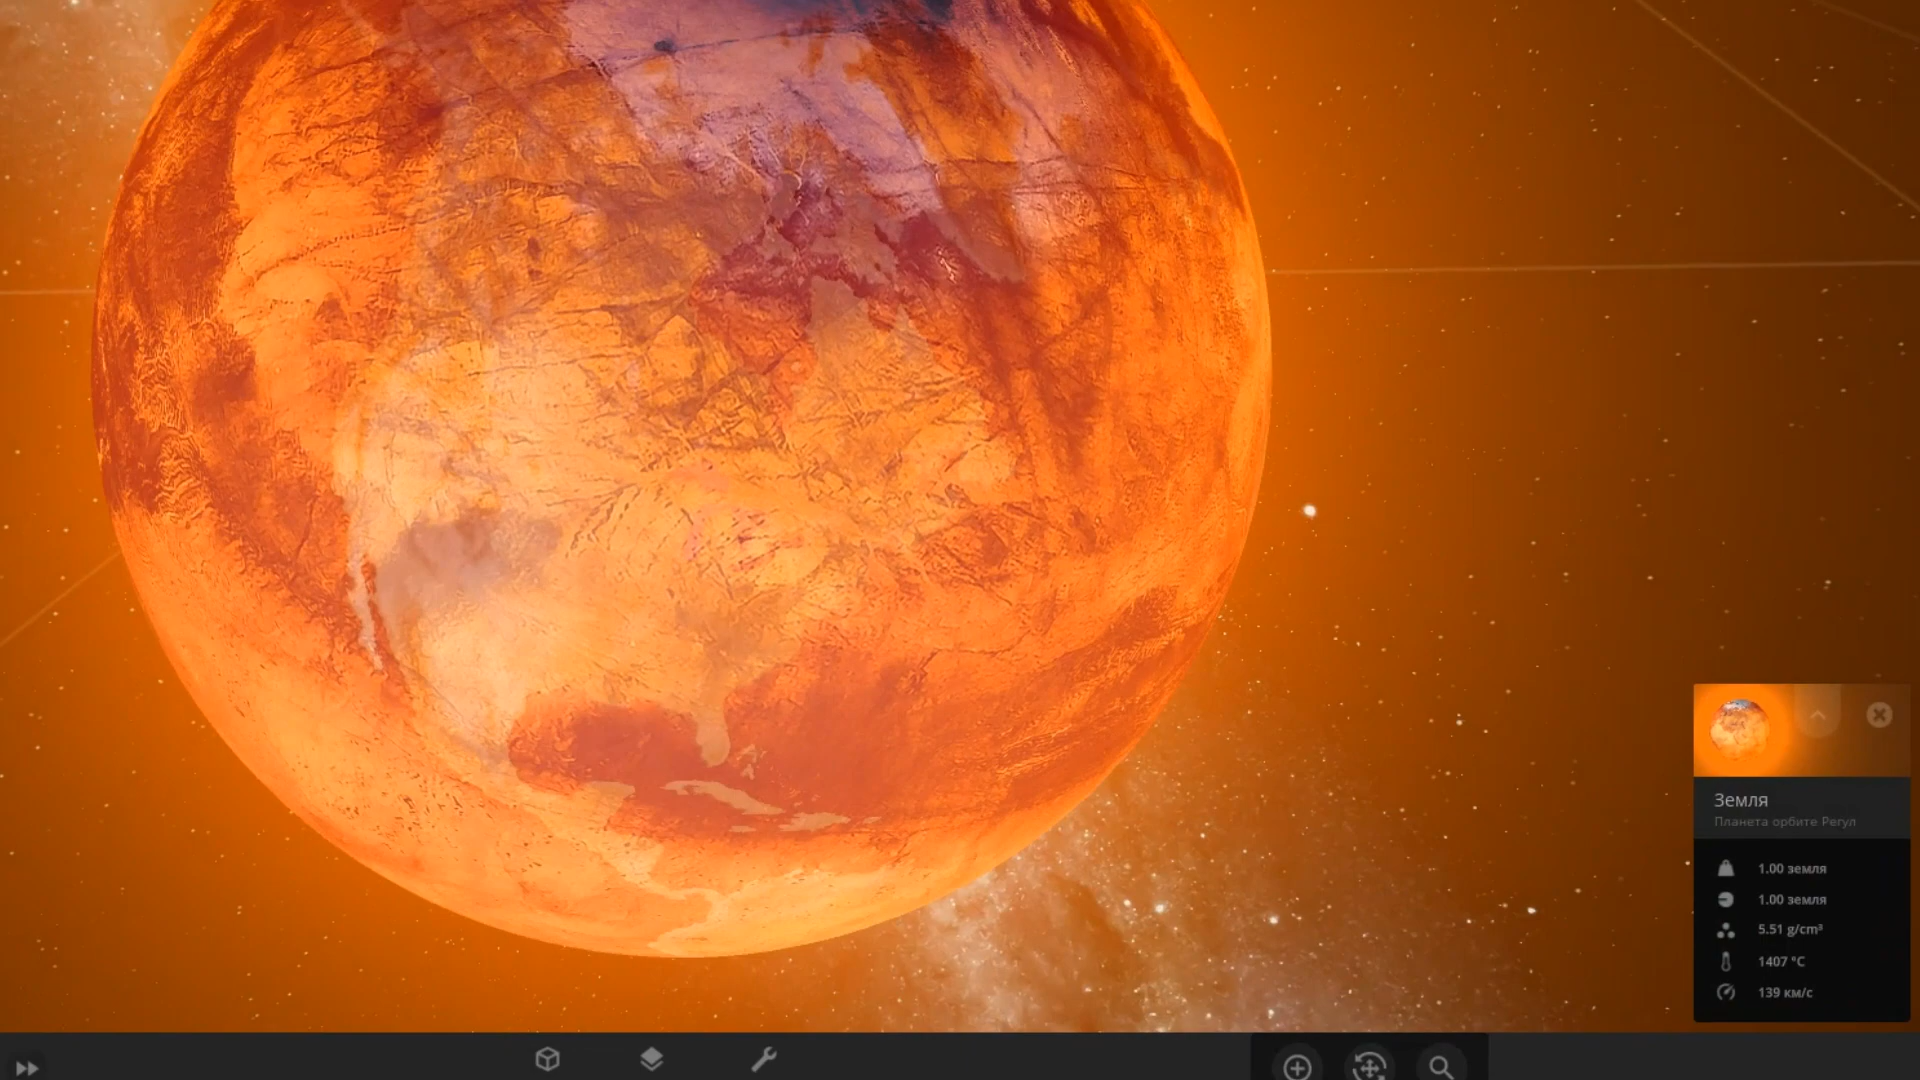 Земля
Планета орбите Регул
1.00 земля
1.00 земля
5.51 g/cm³
1407 °C
139 км/с